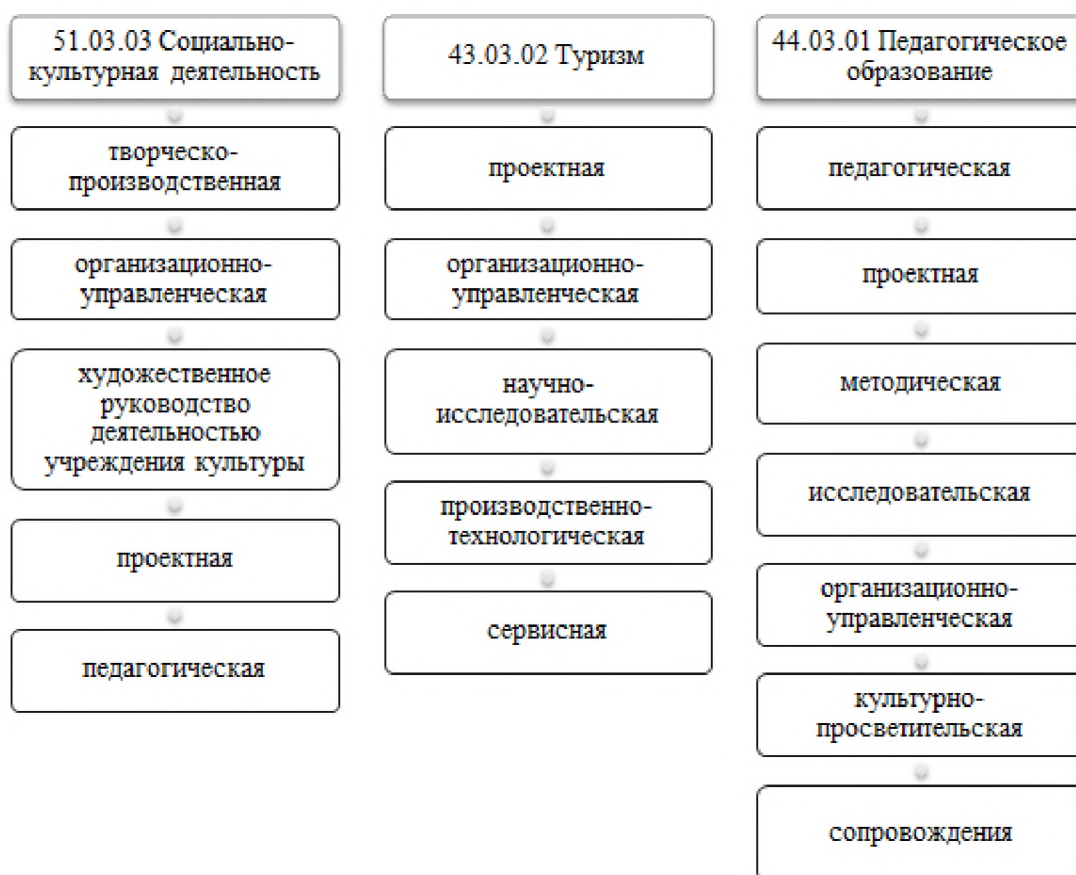 51.03.03 Социально-
культурная деятельность
творческо-
производственная
организационно-
управленческая
художественное
руководство
деятельностью
учреждения культуры
проектная
педагогическая
43.03.02 Туризм
проектная
организационно-
управленческая
научно-
исследовательская
производственно-
технологическая
сервисная
44.03.01 Педагогическое
образование
педагогическая
проектная
методическая
исследовательская
организационно-
управленческая
культурно-
просветительская
сопровождения